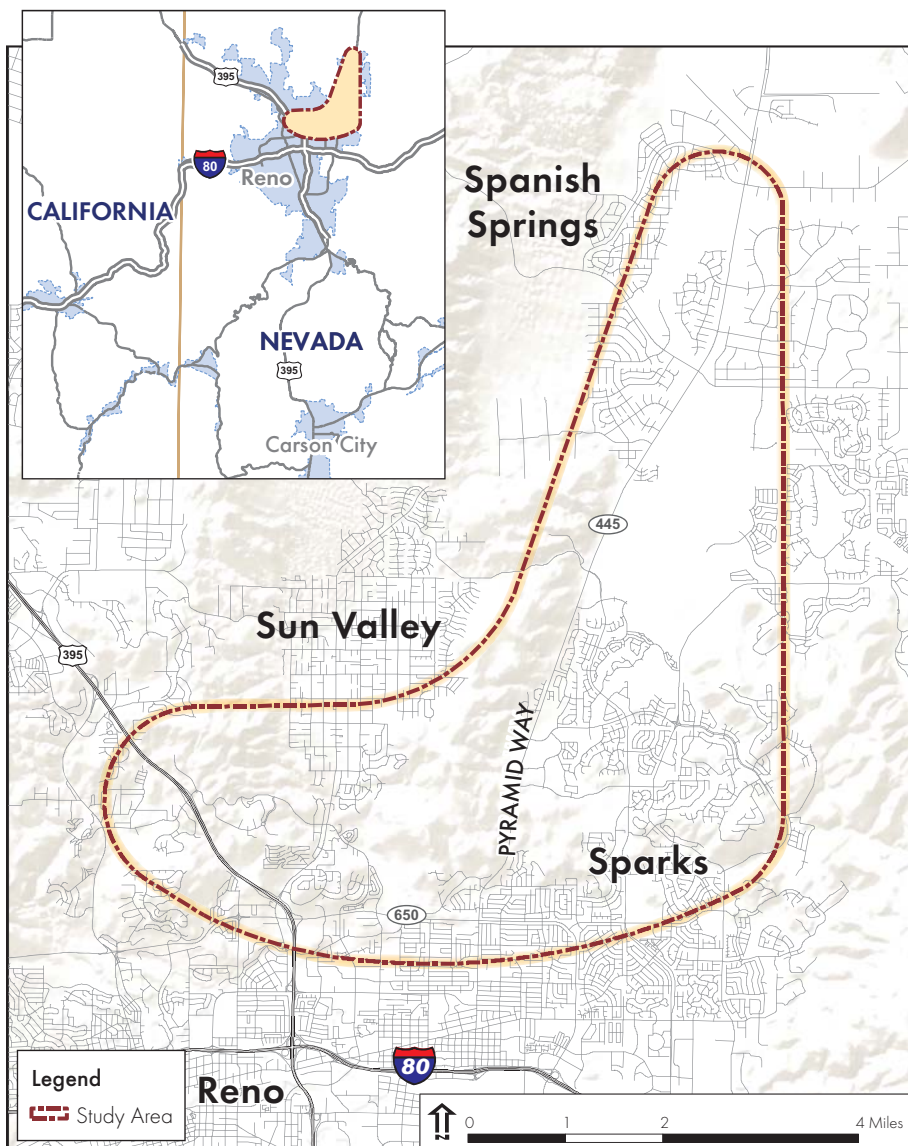 395
80
Reno
CALIFORNIA
NEVADA
395
Carson City
Spanish
Springs
445
Sun Valley
395
PYRAMID WAY
Sparks
650
80
Reno
Legend
Study Area
N
0 1 2 4 Miles